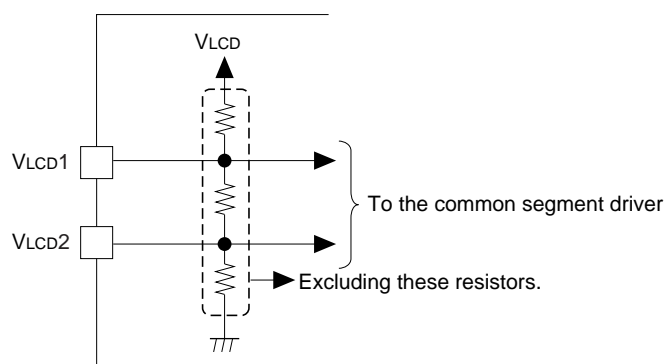 VLCD
VLCD1
To the common segment driver
VLCD2
Excluding these resistors.